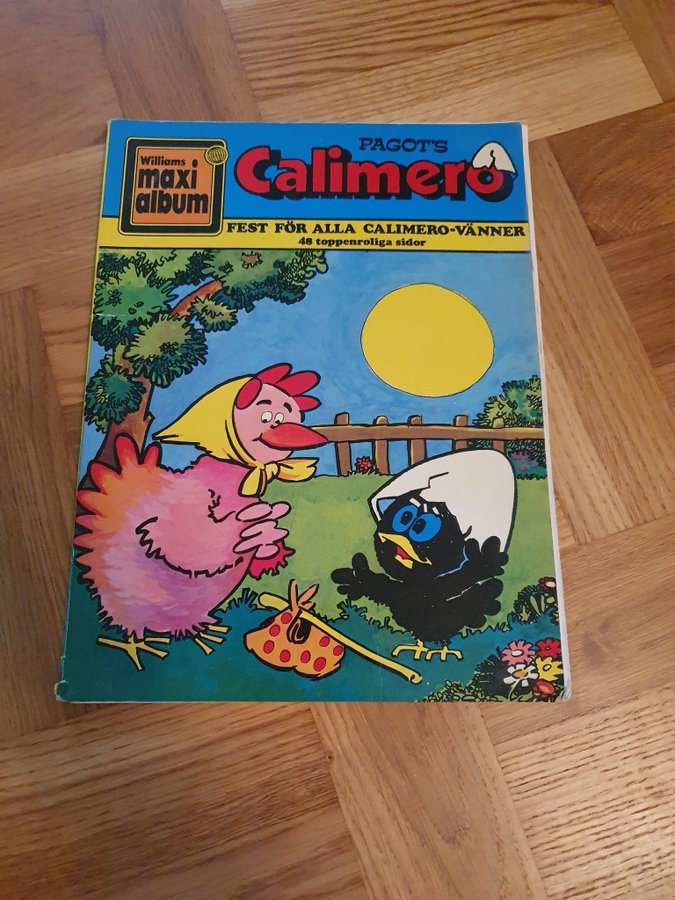 Williams
maxi
album
PAGOT'S
Calimero
FEST FÖR ALLA CALIMERO-VÄNNER
48 toppenroliga sidor